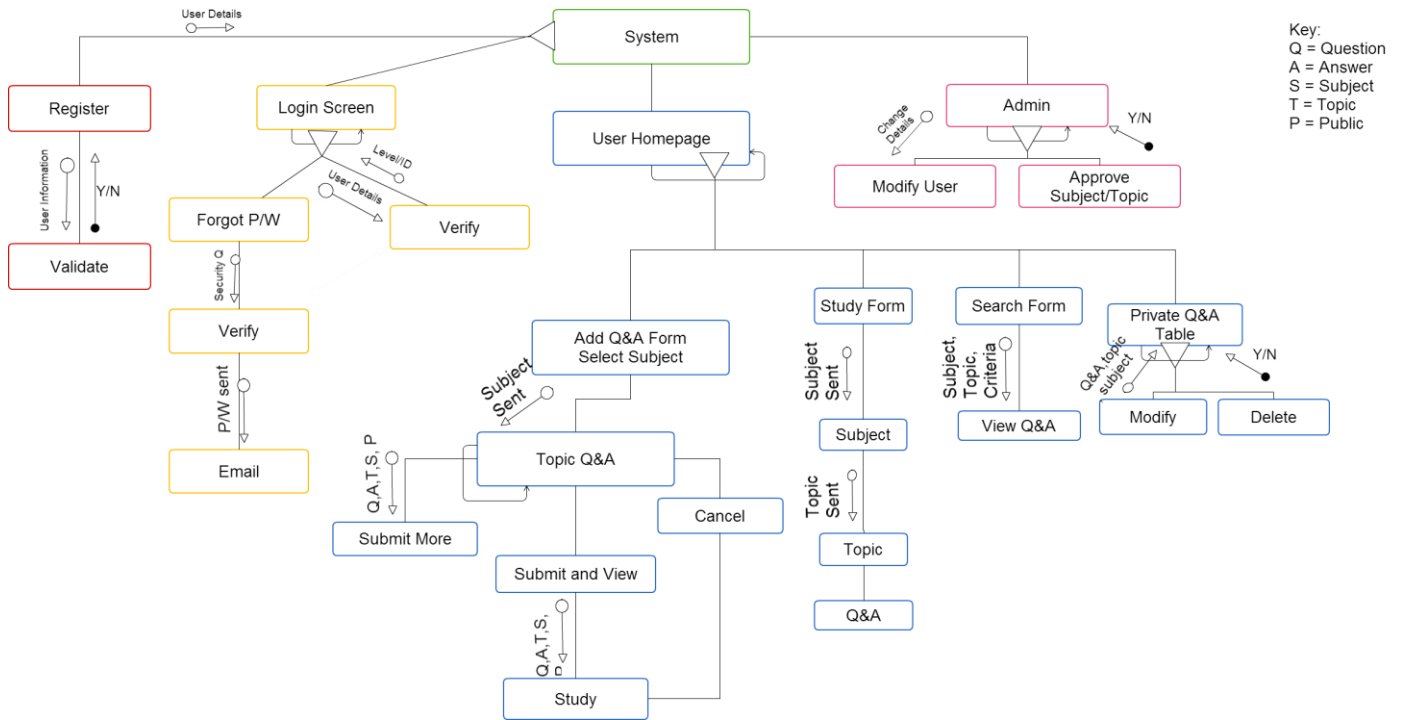 User Details
System
Key:
Q = Question
A = Answer
S = Subject
T = Topic
P = Public
Register
Login Screen
User Homepage
Admin
Change
Details
Y/N
Modify User
Approve
Subject/Topic
User Information
Y/N
Level/ID
User Details
Forgot P/W
Verify
Validate
Security Q
Verify
P/W sent
Email
Add Q&A Form
Select Subject
Study Form
Search Form
Private Q&A
Table
Subject
Sent
Subject
Sent
Subject,
Topic,
Criteria
Q&A,topic
subject
Y/N
Modify
Delete
Subject
View Q&A
Topic Q&A
Q,A,T,S, P
Topic
Sent
Submit More
Cancel
Topic
Submit and View
Q&A
Q,A,T,S,
P
Study